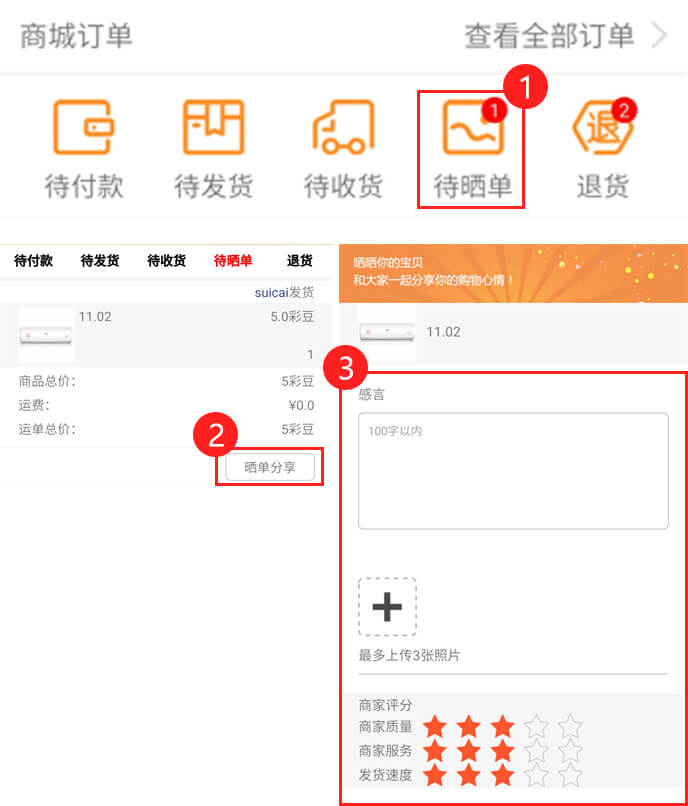 商城订单 查看全部订单
1
1 2
退
待付款 待发货 待收货 待晒单 退货
待付款 待发货 待收货 待晒单 退货
suicai发货
11.02 5.0彩豆
1
商品总价： 5彩豆
运费： ¥0.0
运单总价： 5彩豆
2
晒单分享
晒晒你的宝贝
和大家一起分享你的购物心情！
11.02
3
感言
100字以内
最多上传3张照片
商家评分
商家质量
商家服务
发货速度